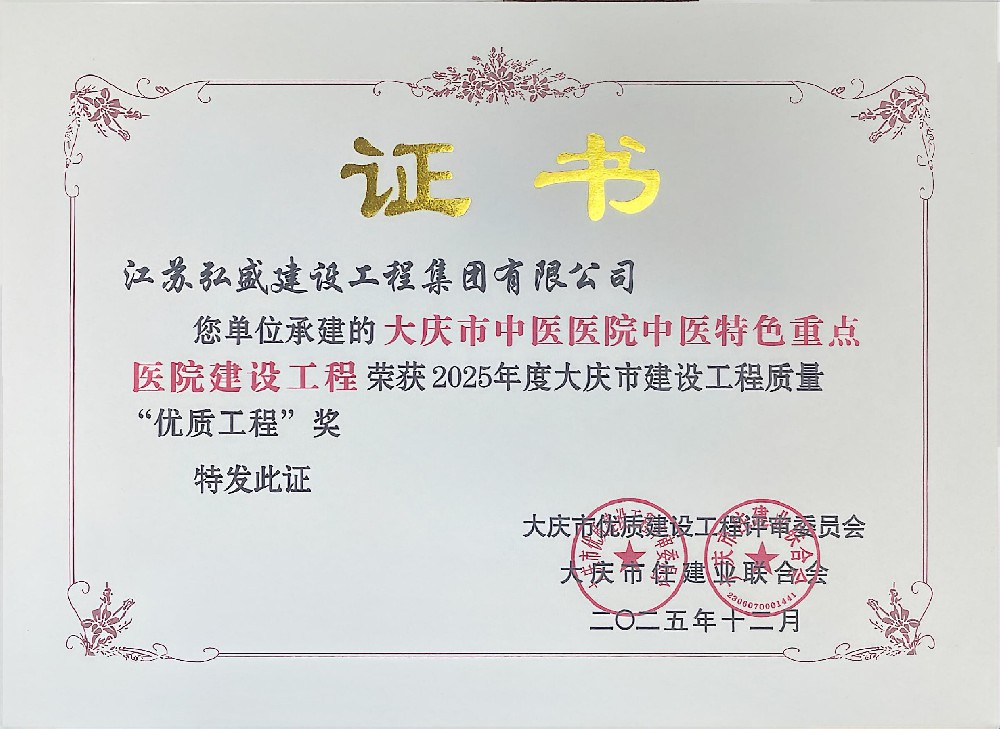 证书
江苏弘盛建设工程集团有限公司
您单位承建的大庆市中医医院中医特色重点
医院建设工程荣获2025年度大庆市建设工程质量
“优质工程”奖
特发此证
大庆市优质建设工程评审委员会
大庆市住建业联合会
二〇二五年十二月
2306070001441